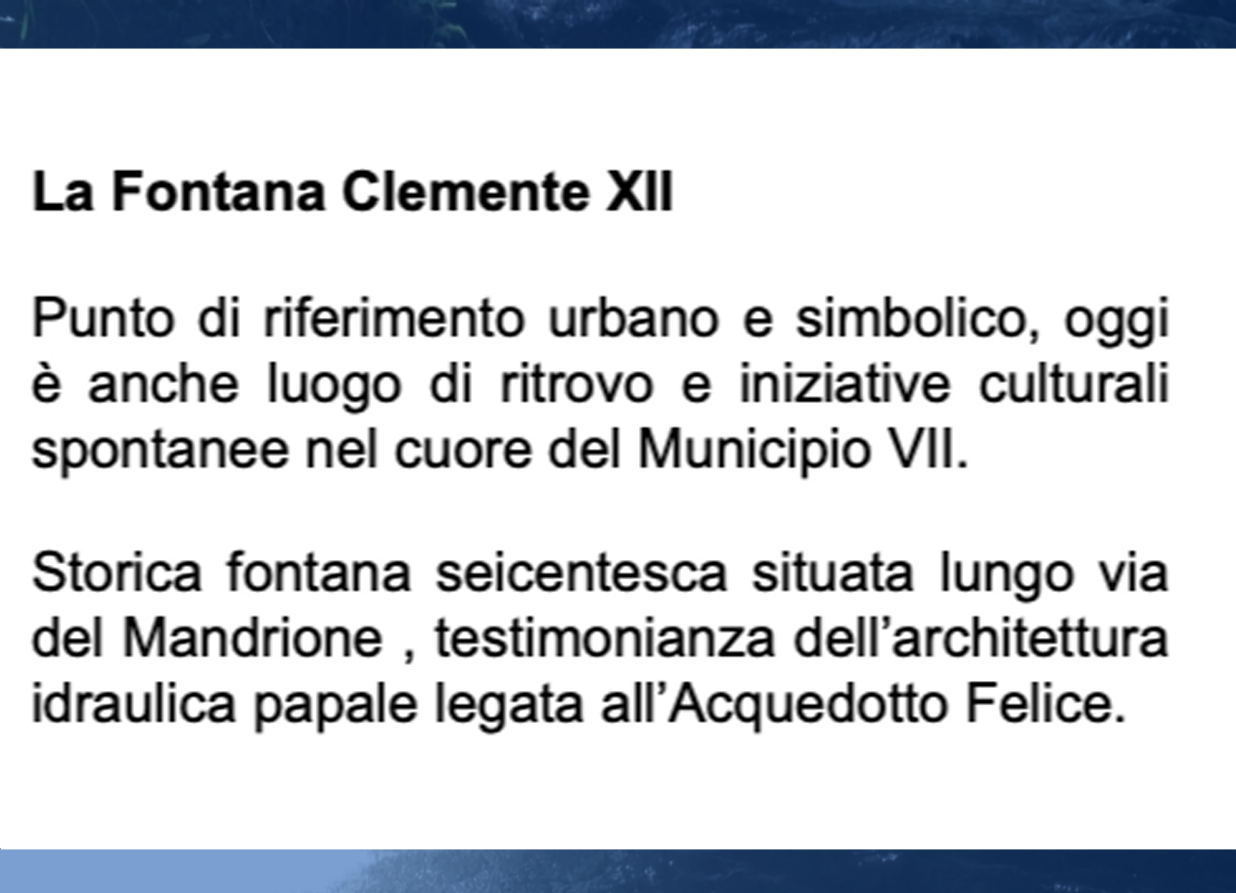 La Fontana Clemente XII
Punto di riferimento urbano e simbolico, oggi
è anche luogo di ritrovo e iniziative culturali
spontanee nel cuore del Municipio VII.
Storica fontana seicentesca situata lungo via
del Mandrione , testimonianza dell’architettura
idraulica papale legata all’Acquedotto Felice.